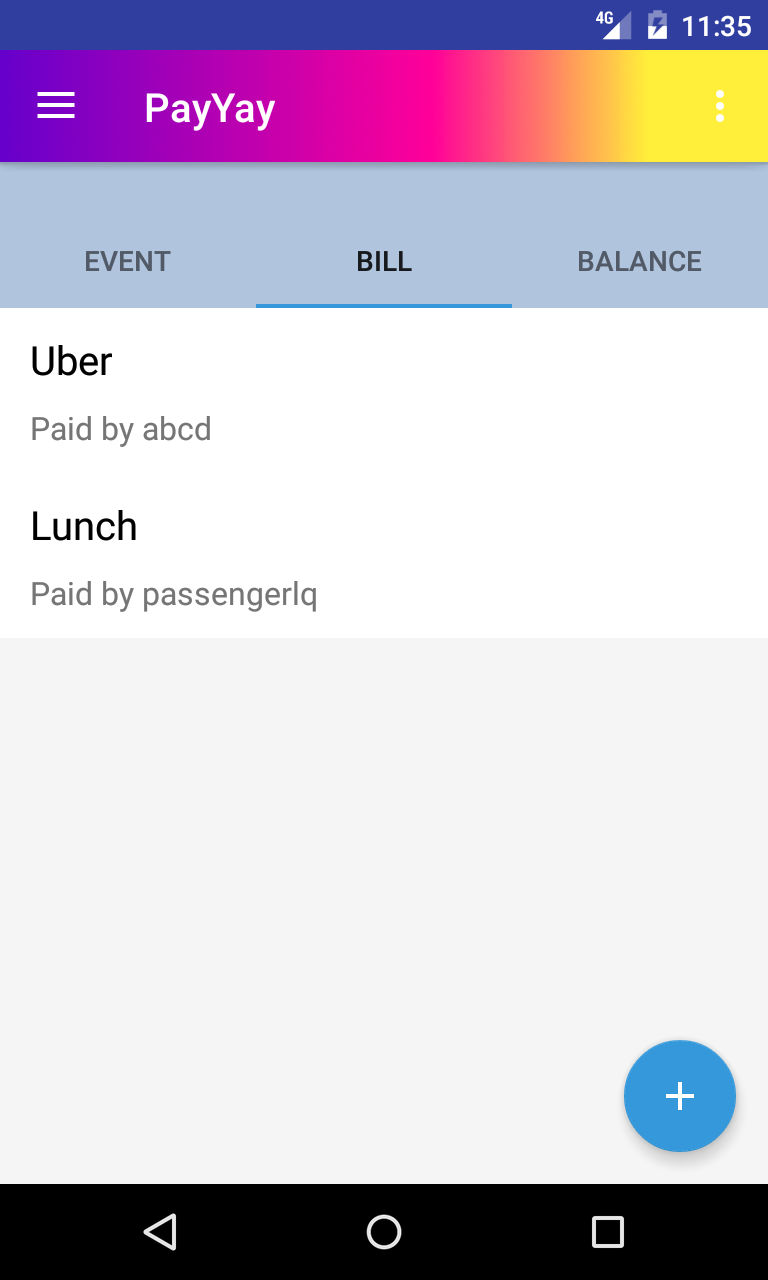 4G 11:35
PayYay
EVENT BILL BALANCE
Uber
Paid by abcd
Lunch
Paid by passengerlq